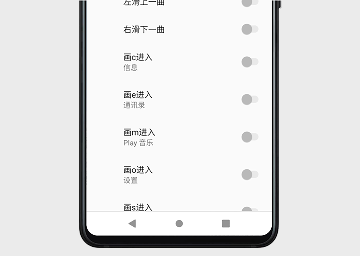 左滑上一曲
右滑下一曲
画c进入
信息
画e进入
通讯录
画m进入
Play 音乐
画o进入
设置
画s进入